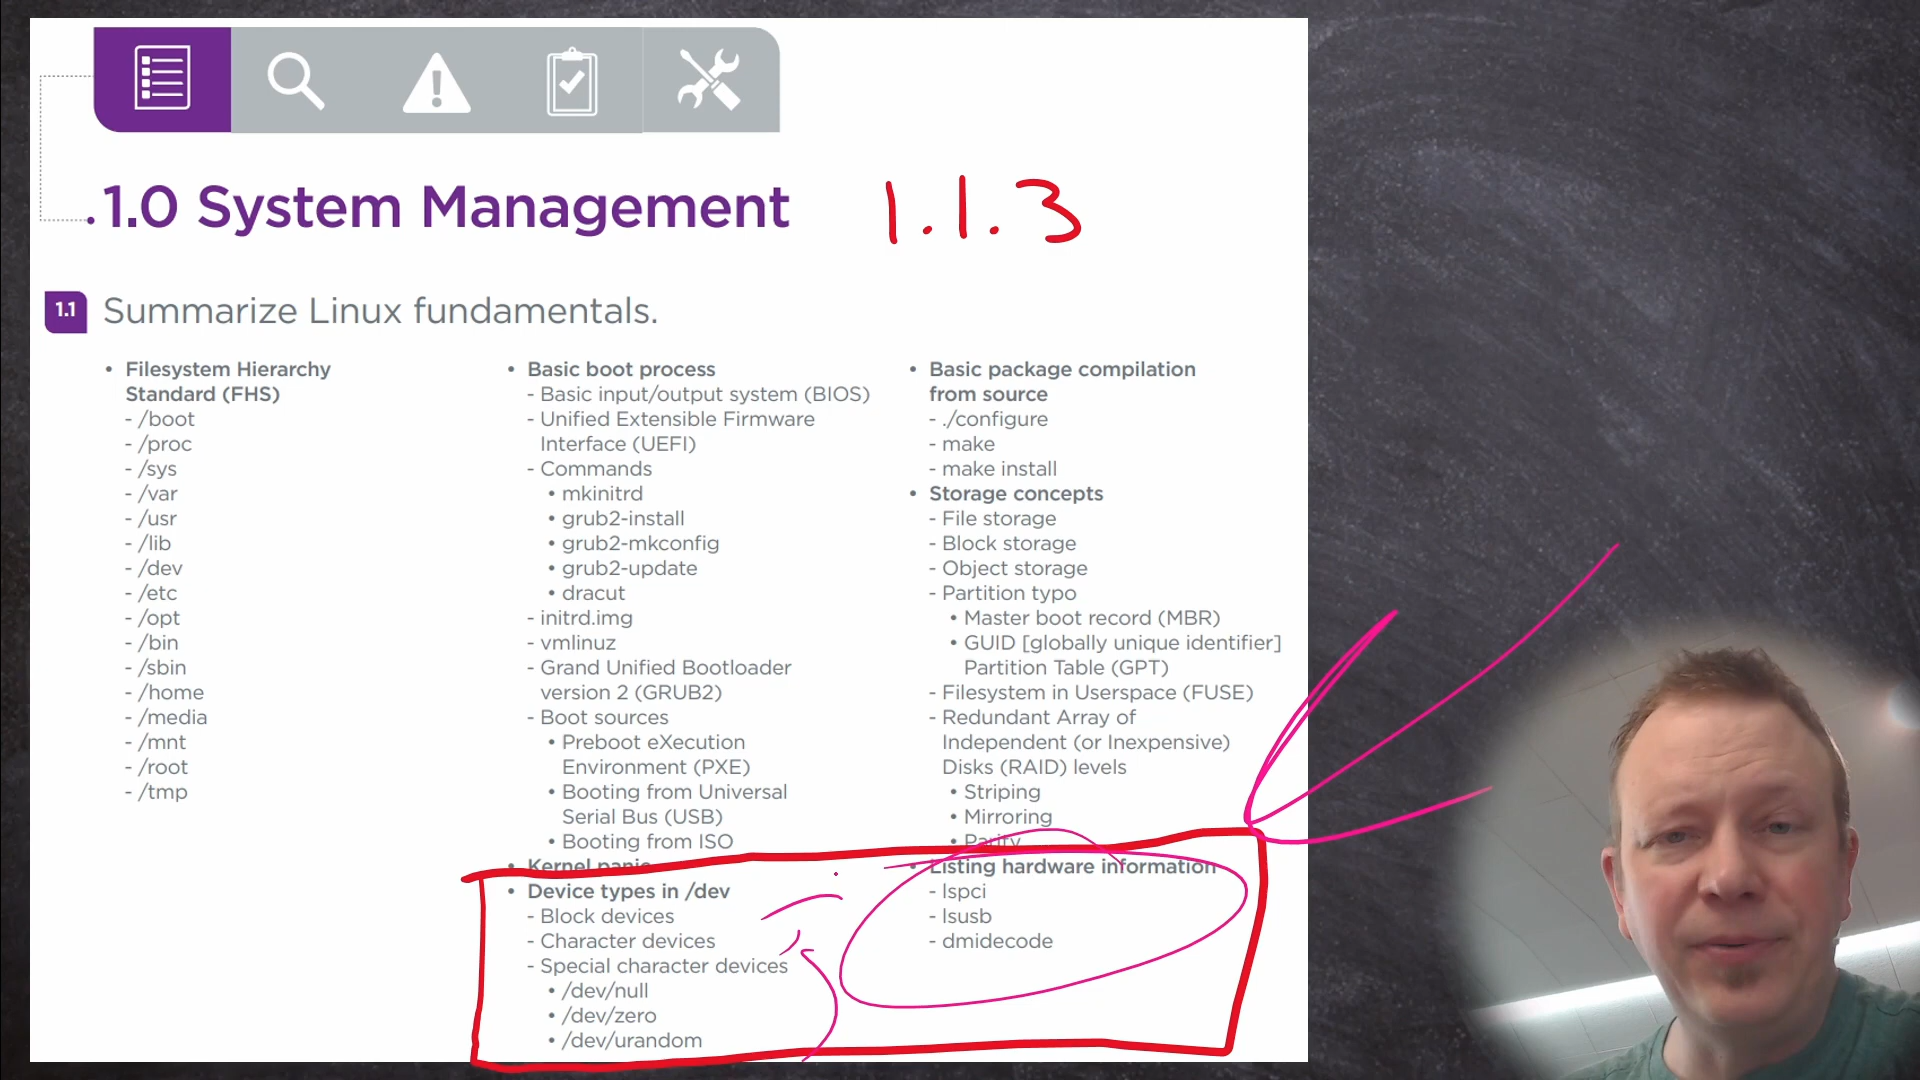 1.0 System Management
1.1.3
1.1 Summarize Linux fundamentals.
• Filesystem Hierarchy
Standard (FHS)
- /boot
- /proc
- /sys
- /var
- /usr
- /lib
- /dev
- /etc
- /opt
- /bin
- /sbin
- /home
- /media
- /mnt
- /root
- /tmp
• Basic boot process
- Basic input/output system (BIOS)
- Unified Extensible Firmware
Interface (UEFI)
- Commands
• mkinitrd
• grub2-install
• grub2-mkconfig
• grub2-update
• dracut
- initrd.img
- vmlinuz
- Grand Unified Bootloader
version 2 (GRUB2)
- Boot sources
• Preboot eXecution
Environment (PXE)
• Booting from Universal
Serial Bus (USB)
• Booting from ISO
• Kernel panic
• Device types in /dev
- Block devices
- Character devices
- Special character devices
• /dev/null
• /dev/zero
• /dev/urandom
• Basic package compilation
from source
- ./configure
- make
- make install
• Storage concepts
- File storage
- Block storage
- Object storage
- Partition typo
• Master boot record (MBR)
• GUID [globally unique identifier]
Partition Table (GPT)
- Filesystem in Userspace (FUSE)
- Redundant Array of
Independent (or Inexpensive)
Disks (RAID) levels
• Striping
• Mirroring
• Parity
• Listing hardware information
- lspci
- lsusb
- dmidecode